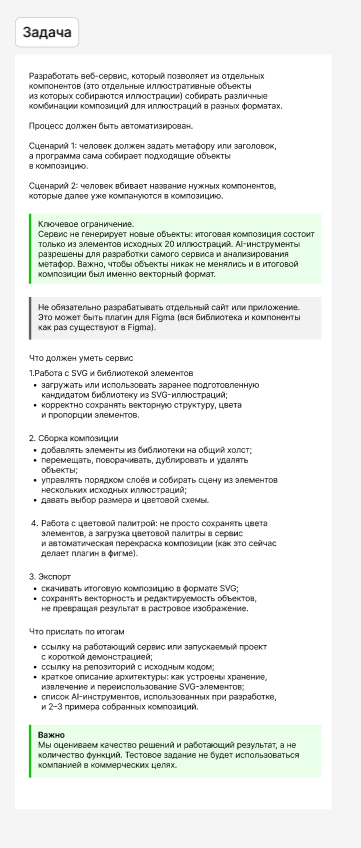 Задача
Разработать веб-сервис, который позволяет из отдельных
компонентов (это отдельные иллюстративные объекты
из которых собираются иллюстрации) собирать различные
комбинации композиций для иллюстраций в разных форматах.
Процесс должен быть автоматизирован.
Сценарий 1: человек должен задать метафору или заголовок,
а программа сама собирает подходящие объекты
в композицию.
Сценарий 2: человек вбивает название нужных компонентов,
которые далее уже компануются в композицию.
Ключевое ограничение.
Сервис не генерирует новые объекты: итоговая композиция состоит
только из элементов исходных 20 иллюстраций. AI-инструменты
разрешены для разработки самого сервиса и анализирования
метафор. Важно, чтобы объекты никак не менялись и в итоговой
композиции был именно векторный формат.
Не обязательно разрабатывать отдельный сайт или приложение.
Это может быть плагин для Figma (вся библиотека и компоненты
как раз существуют в Figma).
Что должен уметь сервис
1.Работа с SVG и библиотекой элементов
• загружать или использовать заранее подготовленную
кандидатом библиотеку из SVG-иллюстраций;
• корректно сохранять векторную структуру, цвета
и пропорции элементов.
2. Сборка композиции
• добавлять элементы из библиотеки на общий холст;
• перемещать, поворачивать, дублировать и удалять
объекты;
• управлять порядком слоёв и собирать сцену из элементов
нескольких исходных иллюстраций;
• давать выбор размера и цветовой схемы.
4. Работа с цветовой палитрой: не просто сохранять цвета
элементов, а загрузка цветовой палитры в сервис
и автоматическая перекраска композиции (как это сейчас
делает плагин в фигме).
3. Экспорт
• скачивать итоговую композицию в формате SVG;
• сохранять векторность и редактируемость объектов,
не превращая результат в растровое изображение.
Что прислать по итогам
• ссылку на работающий сервис или запускаемый проект
с короткой демонстрацией;
• ссылку на репозиторий с исходным кодом;
• краткое описание архитектуры: как устроены хранение,
извлечение и переиспользование SVG-элементов;
• список AI-инструментов, использованных при разработке,
и 2–3 примера собранных композиций.
Важно
Мы оцениваем качество решений и работающий результат, а не
количество функций. Тестовое задание не будет использоваться
компанией в коммерческих целях.